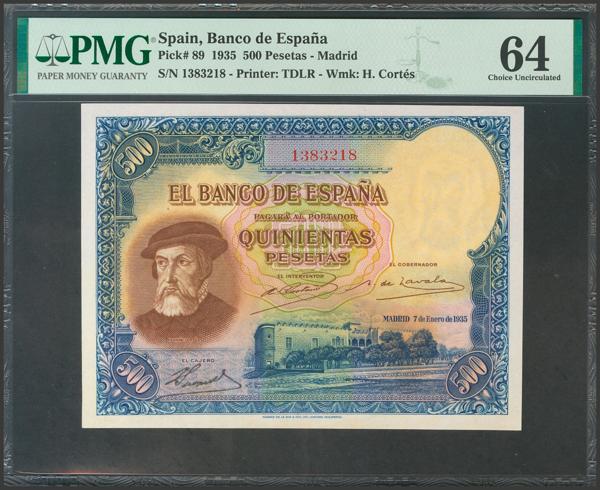 PMG
PAPER MONEY GUARANTY
Spain, Banco de España
Pick# 89 1935 500 Pesetas - Madrid
S/N 1383218 - Printer: TDLR - Wmk: H. Cortés
64
Choice Uncirculated
500
1383218
EL BANCO DE ESPAÑA
PAGARÁ AL PORTADOR
QUINIENTAS
PESETAS
EL INTERVENTOR
EL GOBERNADOR
A. de Zavala
MADRID 7 de Enero de 1935
EL CAJERO
500
500